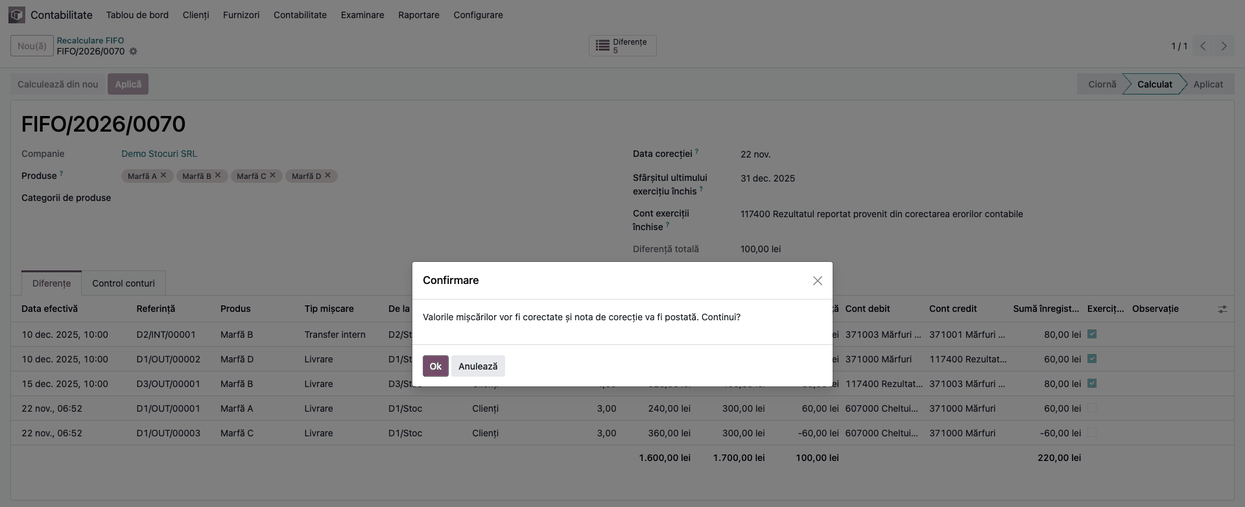 Contabilitate Tablou de bord Clienți Furnizori Contabilitate Examinare Raportare Configurare
Nou(ă) Recalculare FIFO
FIFO/2026/0070
Diferențe
5
1 / 1
Calculează din nou Aplică Ciornă Calculat Aplicat
FIFO/2026/0070
Companie Demo Stocuri SRL
Produse ? Marfă A Marfă B Marfă C Marfă D
Categorii de produse
Data corecției ? 22 nov.
Sfârșitul ultimului
exercițiu închis ? 31 dec. 2025
Cont exerciții
închise ? 117400 Rezultatul reportat provenit din corectarea erorilor contabile
Diferență totală 100,00 lei
Confirmare
Valorile mișcărilor vor fi corectate și nota de corecție va fi postată. Continui?
Ok Anulează
Diferențe Control conturi
Data efectivă Referință Produs Tip mișcare De la Cont debit Cont credit Sumă înregist... Exerciț... Observație
10 dec. 2025, 10:00 D2/INT/00001 Marfă B Transfer intern D2/St 371003 Mărfuri ... 371001 Mărfuri ... 80,00 lei
10 dec. 2025, 10:00 D1/OUT/00002 Marfă D Livrare D1/St 371000 Mărfuri 117400 Rezultat... 60,00 lei
15 dec. 2025, 10:00 D3/OUT/00001 Marfă B Livrare D3/St 117400 Rezultat... 371003 Mărfuri ... 80,00 lei
22 nov., 06:52 D1/OUT/00001 Marfă A Livrare D1/Stoc Clienți 3,00 240,00 lei 300,00 lei 60,00 lei 607000 Cheltui... 371000 Mărfuri 60,00 lei
22 nov., 06:52 D1/OUT/00003 Marfă C Livrare D1/Stoc Clienți 3,00 360,00 lei 300,00 lei -60,00 lei 607000 Cheltui... 371000 Mărfuri -60,00 lei
1.600,00 lei 1.700,00 lei 100,00 lei 220,00 lei